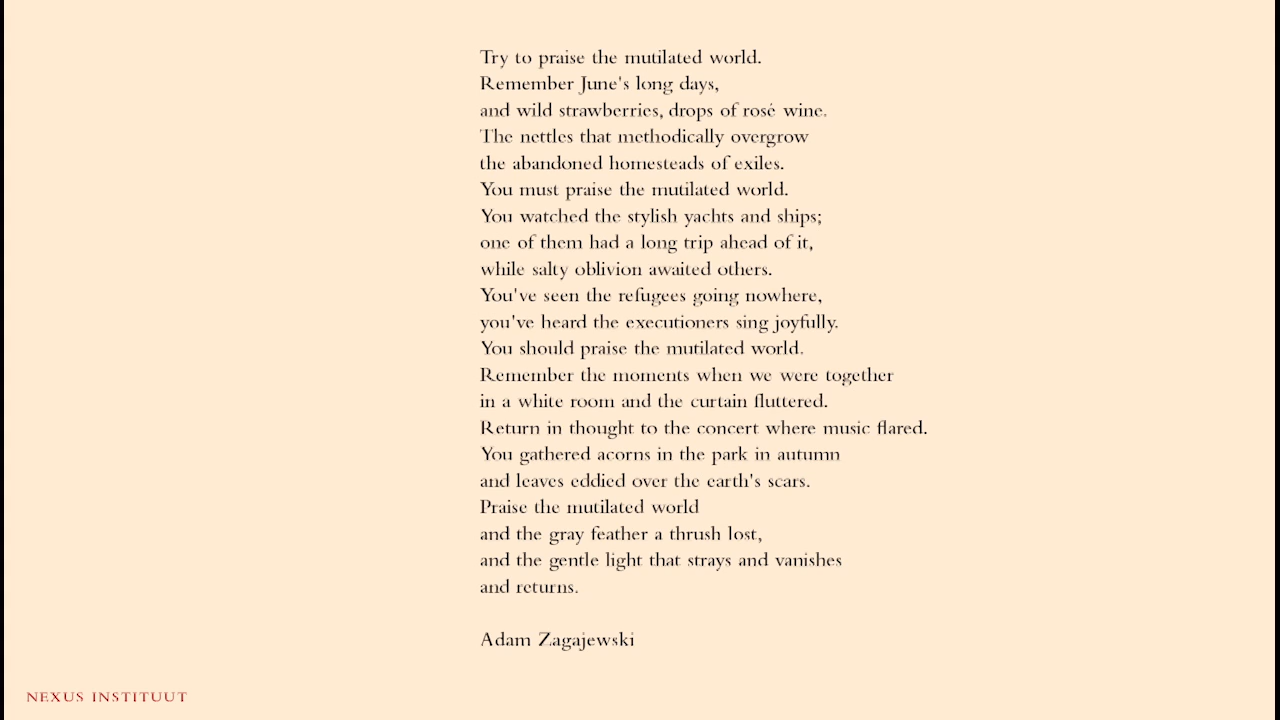 Try to praise the mutilated world.
Remember June's long days,
and wild strawberries, drops of rosé wine.
The nettles that methodically overgrow
the abandoned homesteads of exiles.
You must praise the mutilated world.
You watched the stylish yachts and ships;
one of them had a long trip ahead of it,
while salty oblivion awaited others.
You've seen the refugees going nowhere,
you've heard the executioners sing joyfully.
You should praise the mutilated world.
Remember the moments when we were together
in a white room and the curtain fluttered.
Return in thought to the concert where music flared.
You gathered acorns in the park in autumn
and leaves eddied over the earth's scars.
Praise the mutilated world
and the gray feather a thrush lost,
and the gentle light that strays and vanishes
and returns.
Adam Zagajewski
NEXUS INSTITUUT